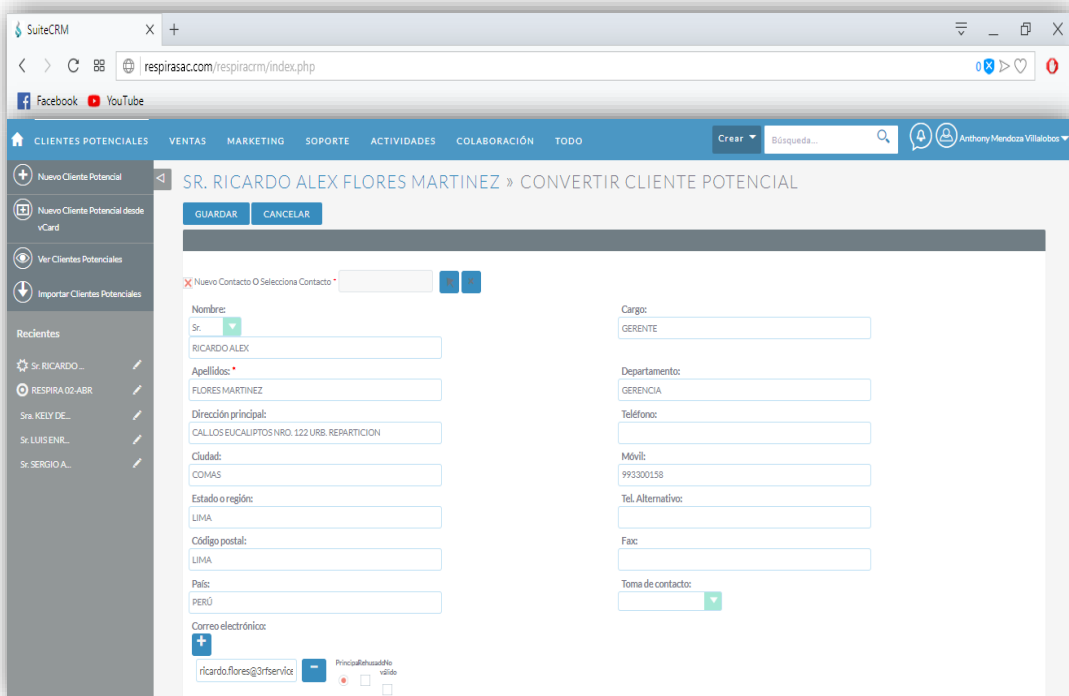 SuiteCRM
respirasac.com/respiracrm/index.php
0
Facebook YouTube
CLIENTES POTENCIALES VENTAS MARKETING SOPORTE ACTIVIDADES COLABORACIÓN TODO Crear Búsqueda... Anthony Mendoza Villalobos
Nuevo Cliente Potencial
Nuevo Cliente Potencial desde
vCard
Ver Clientes Potenciales
Importar Clientes Potenciales
Recientes
Sr. RICARDO ...
RESPIRA 02-ABR
Sra. KELY DE...
Sr. LUIS ENR...
Sr. SERGIO A...
SR. RICARDO ALEX FLORES MARTINEZ » CONVERTIR CLIENTE POTENCIAL
GUARDAR CANCELAR
Nuevo Contacto O Selecciona Contacto *
Nombre:
Sr.
RICARDO ALEX
Cargo:
GERENTE
Apellidos: *
FLORES MARTINEZ
Departamento:
GERENCIA
Dirección principal:
CAL.LOS EUCALIPTOS NRO. 122 URB. REPARTICION
Teléfono:
Ciudad:
COMAS
Móvil:
993300158
Estado o región:
LIMA
Tel. Alternativo:
Código postal:
LIMA
Fax:
País:
PERÚ
Toma de contacto:
Correo electrónico:
ricardo.flores@3rfservice
Principal Rehusado No
válido